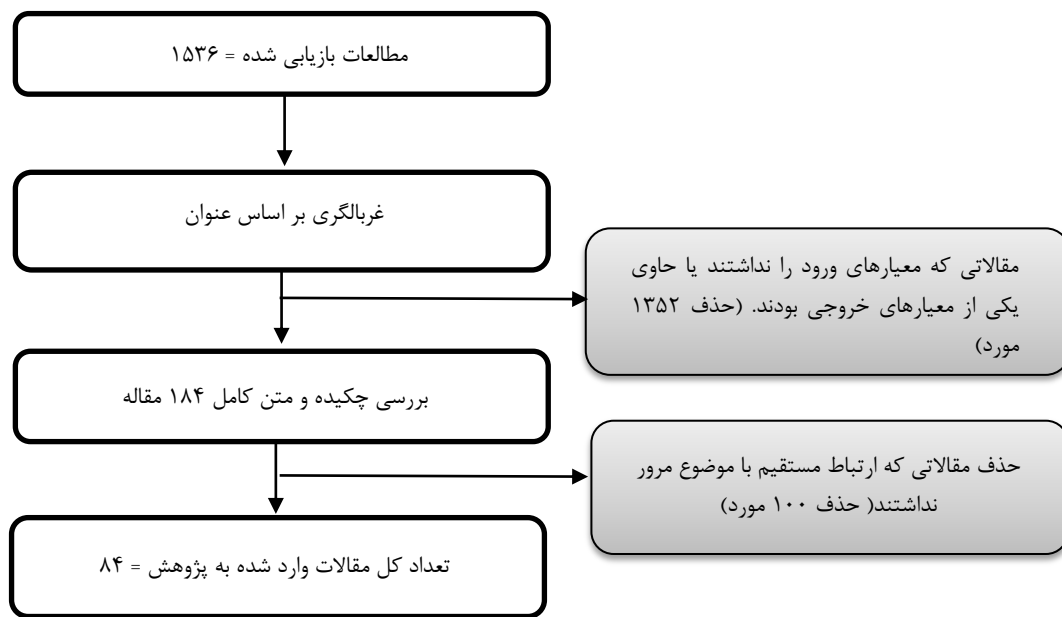 مطالعات بازیابی شده = ۱۵۳۶
غربالگری بر اساس عنوان
مقالاتی که معیارهای ورود را نداشتند یا حاوی
یکی از معیارهای خروجی بودند. (حذف ۱۳۵۲
مورد)
بررسی چکیده و متن کامل ۱۸۴ مقاله
حذف مقالاتی که ارتباط مستقیم با موضوع مرور
نداشتند( حذف ۱۰۰ مورد)
تعداد کل مقالات وارد شده به پژوهش = ۸۴